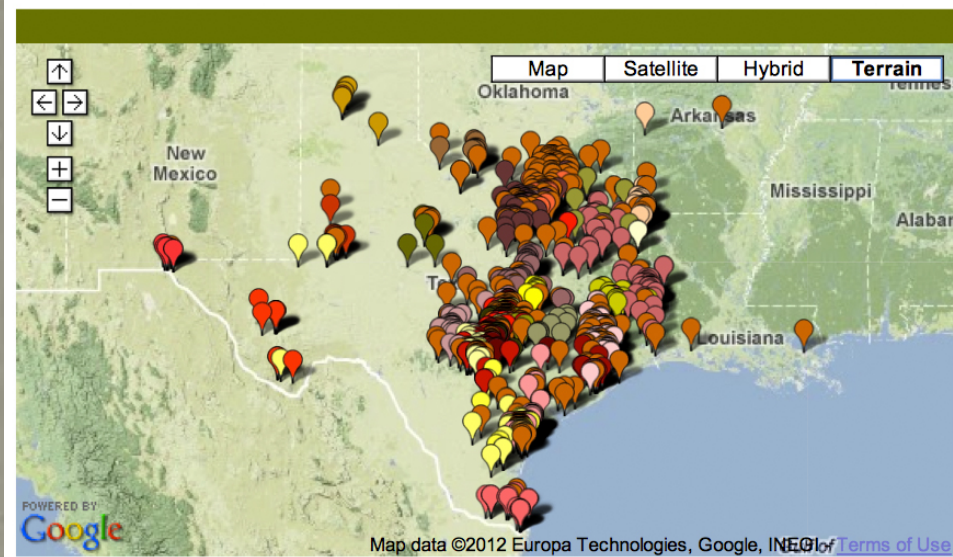 Map
Satellite
Hybrid
Terrain
Oklahoma
Arkansas
New
Mexico
Mississippi
Louisiana
POWERED BY
Google
Map data ©2012 Europa Technologies, Google, INEGI - Terms of Use